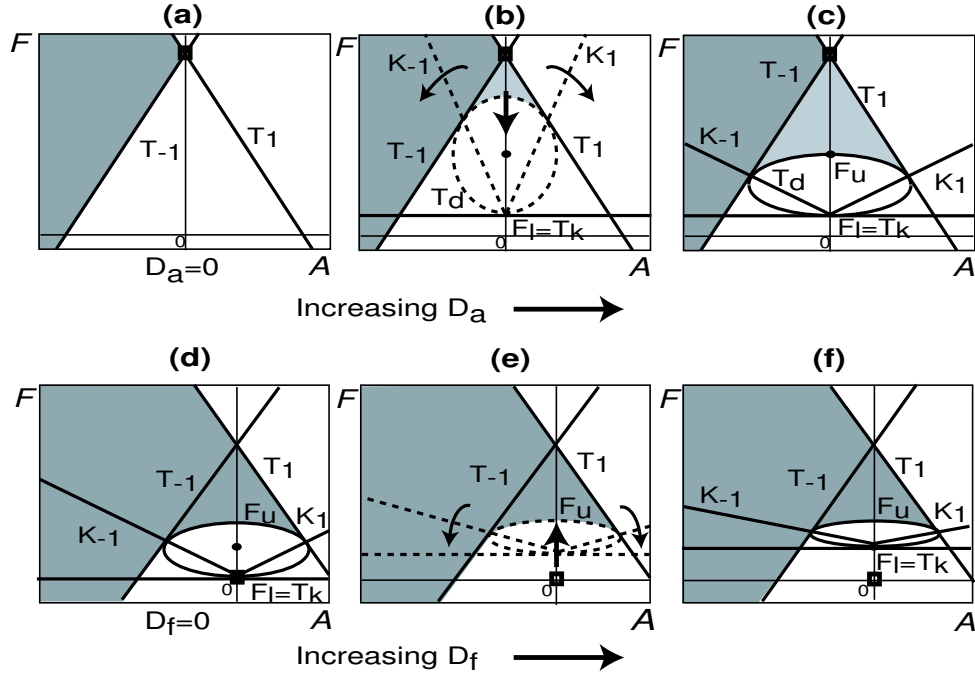 (a) (b) (c)
F
T-1 T1
0
A
Da=0
K-1 K1
T-1 T1
Td
Fl=Tk
0
A
T-1 T1
K-1 K1
Td Fu
Fl=Tk
0
A
Increasing Da
(d) (e) (f)
F
T-1 T1
Fu K1
K-1
0 Fl=Tk
Df=0 A
F
T-1 T1
Fu
0
A
F
T-1 T1
K-1 Fu K1
Fl=Tk
0
A
Increasing Df